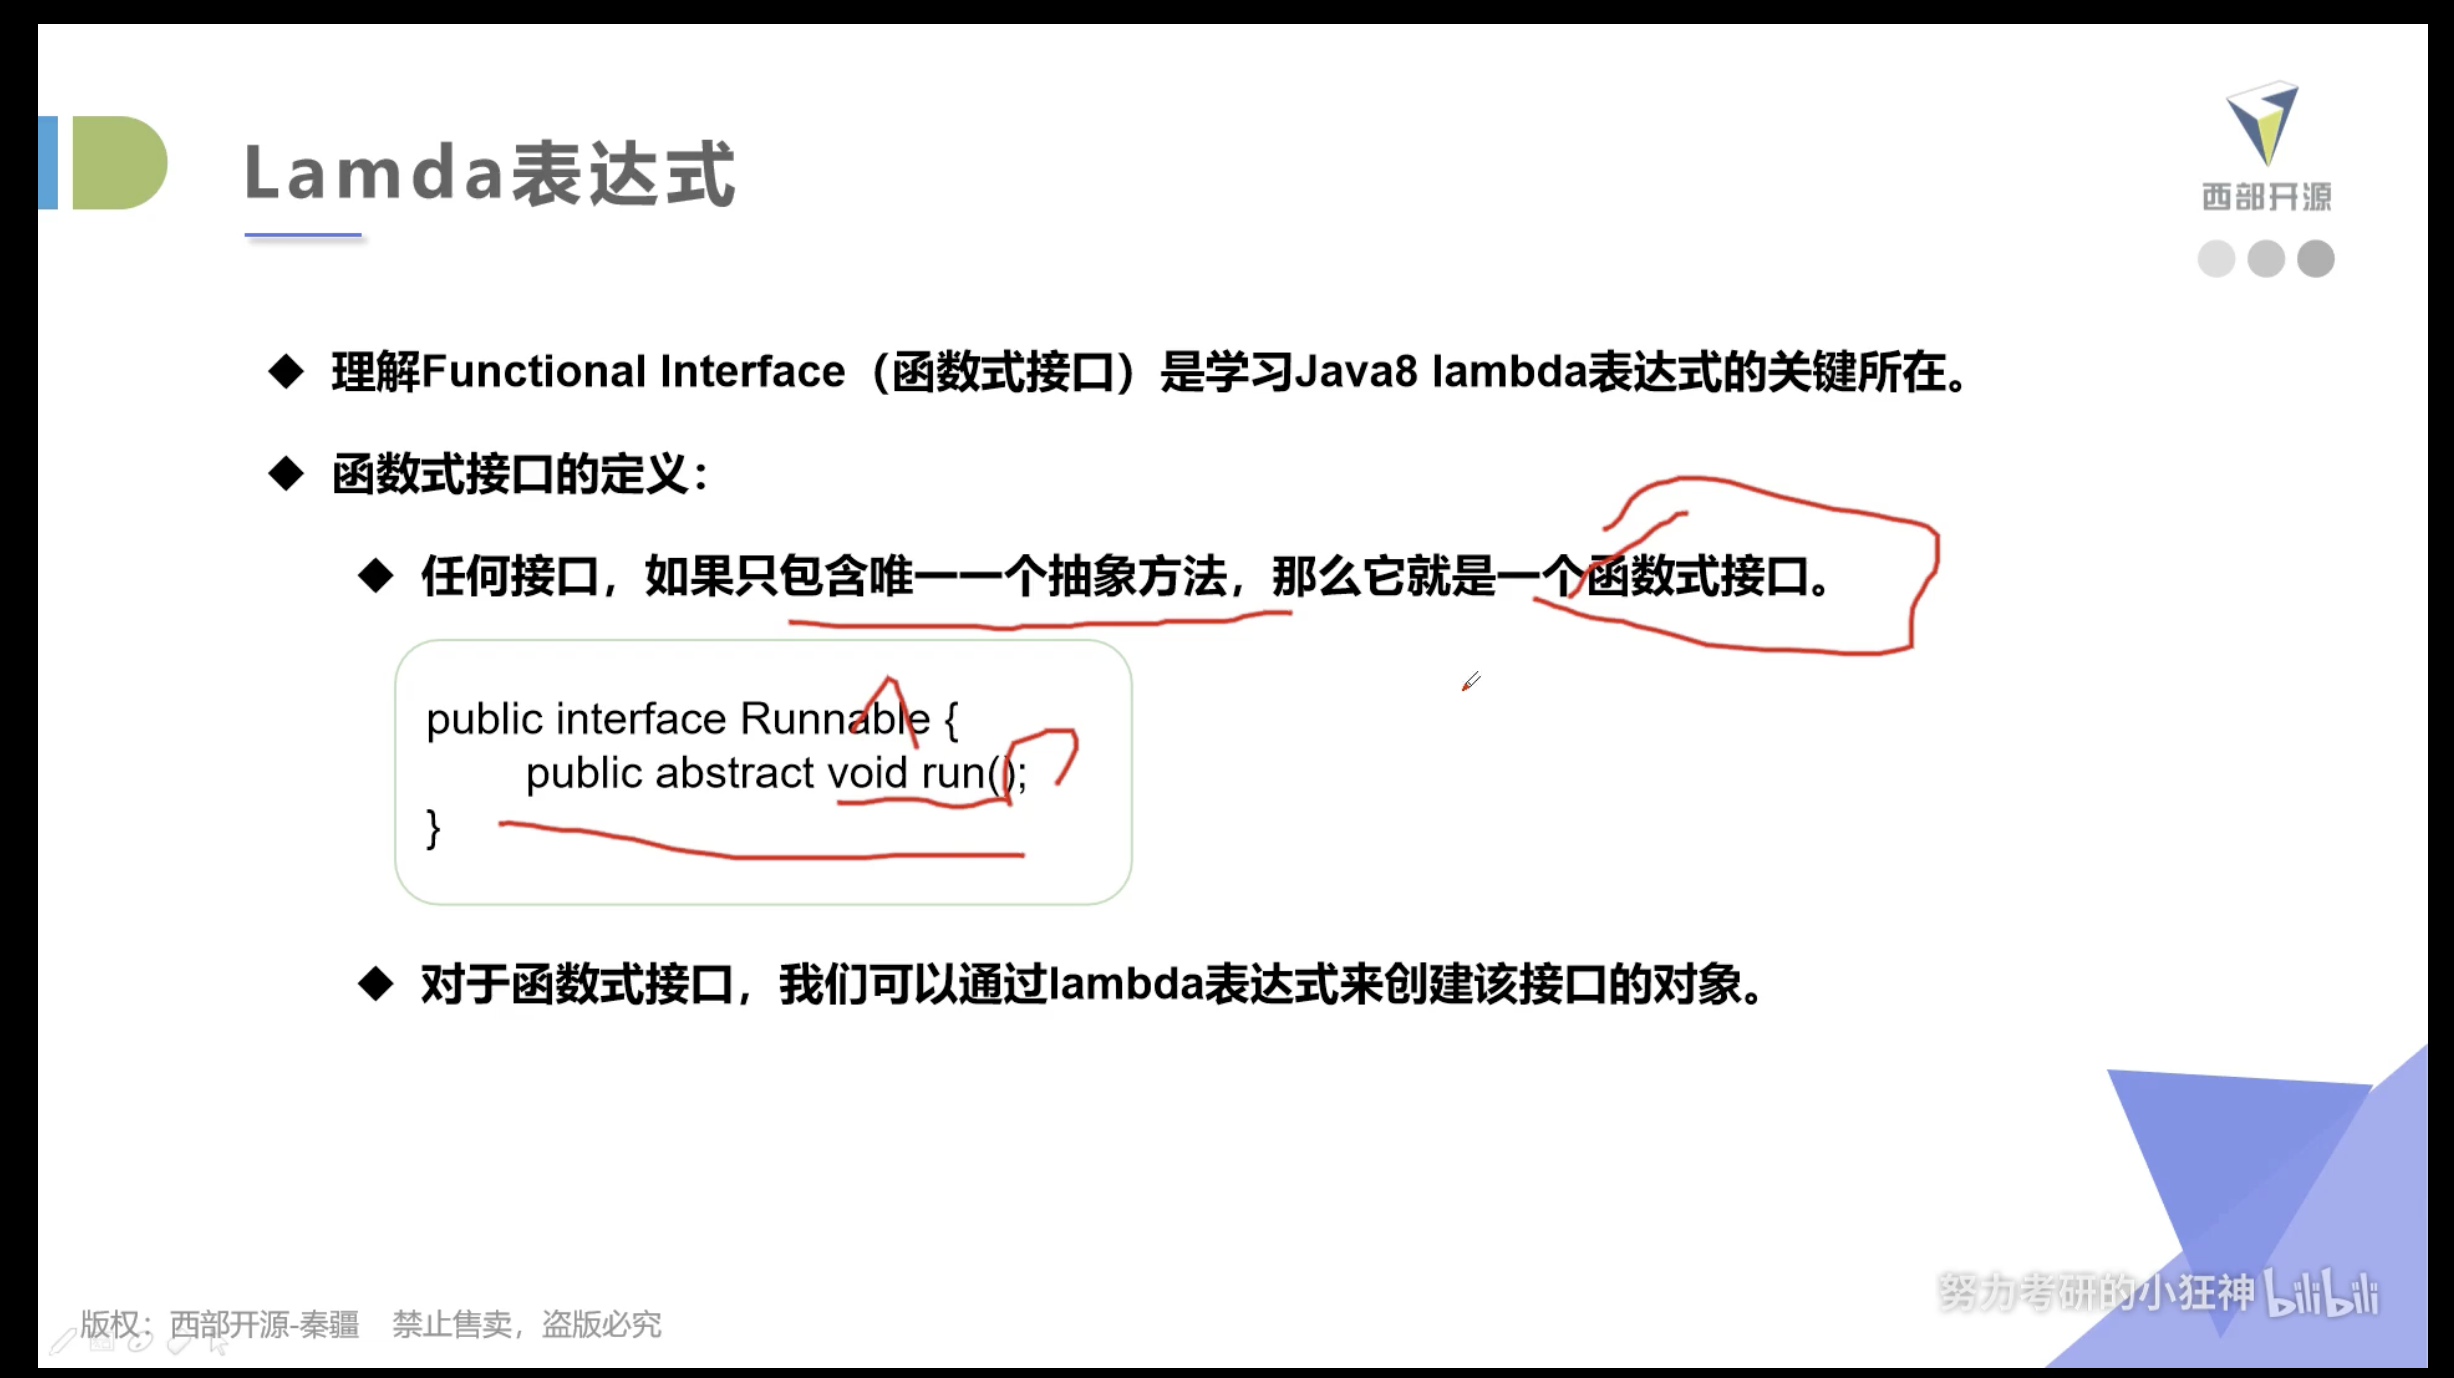 Lamda表达式
西部开源
理解Functional Interface（函数式接口）是学习Java8 lambda表达式的关键所在。
函数式接口的定义：
任何接口，如果只包含唯一一个抽象方法，那么它就是一个函数式接口。
public interface Runnable {
public abstract void run();
}
对于函数式接口，我们可以通过lambda表达式来创建该接口的对象。
努力考研的小狂神 bilibili
版权：西部开源-秦疆 禁止售卖，盗版必究